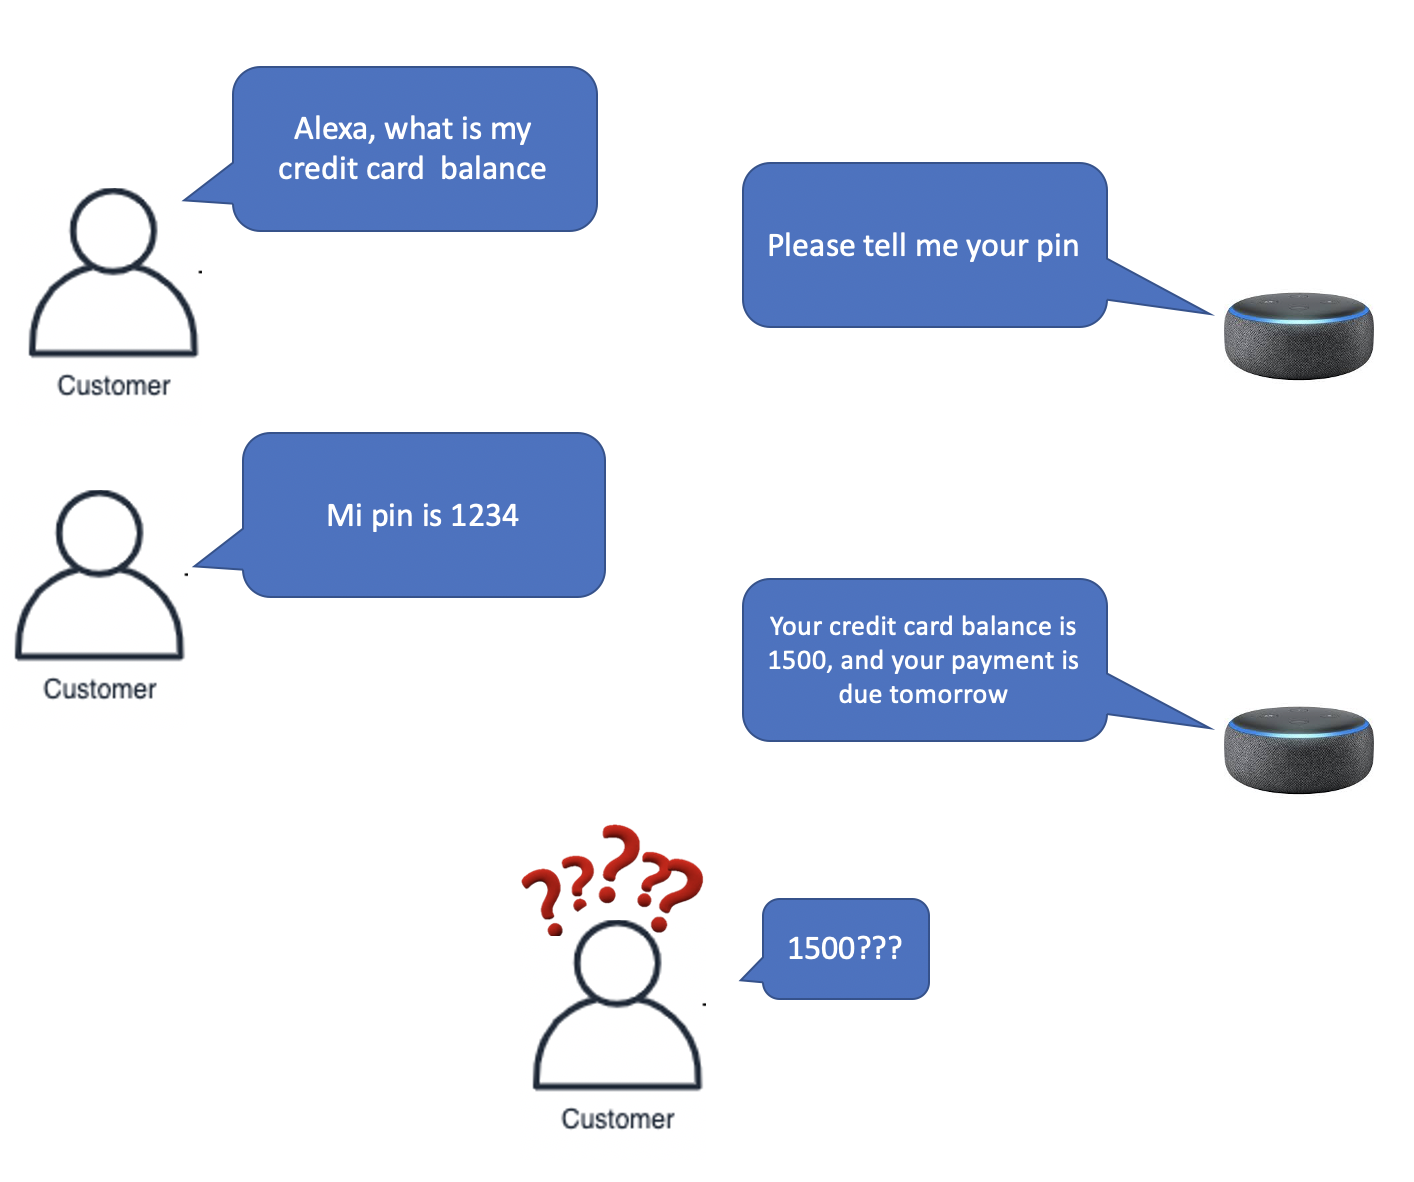 Alexa, what is my
credit card  balance
Please tell me your pin
Customer
Mi pin is 1234
Your credit card balance is
1500, and your payment is
due tomorrow
Customer
?????
1500???
Customer